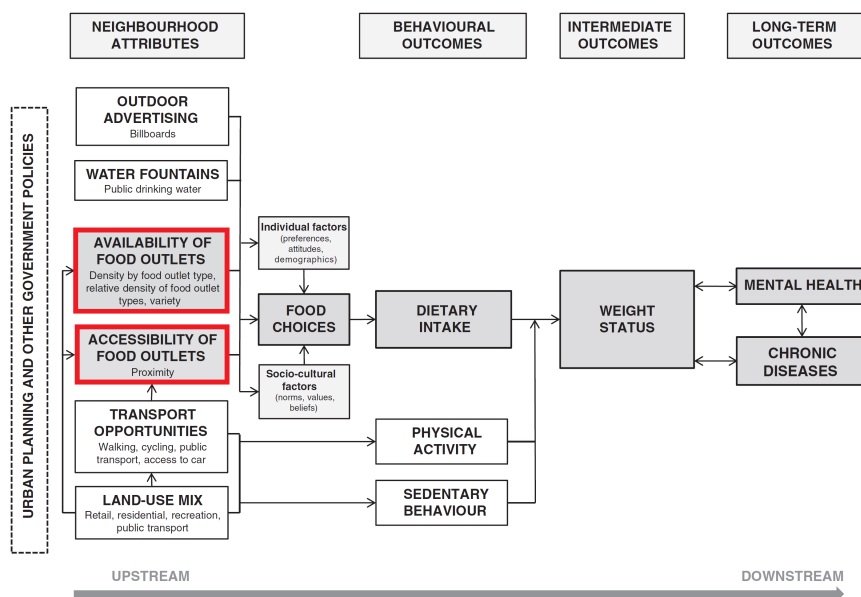 NEIGHBOURHOOD
ATTRIBUTES
BEHAVIOURAL
OUTCOMES
INTERMEDIATE
OUTCOMES
LONG-TERM
OUTCOMES
URBAN PLANNING AND OTHER GOVERNMENT POLICIES
OUTDOOR
ADVERTISING
Billboards
WATER FOUNTAINS
Public drinking water
AVAILABILITY OF
FOOD OUTLETS
Density by food outlet type,
relative density of food outlet
types, variety
ACCESSIBILITY OF
FOOD OUTLETS
Proximity
TRANSPORT
OPPORTUNITIES
Walking, cycling, public
transport, access to car
LAND-USE MIX
Retail, residential, recreation,
public transport
Individual factors
(preferences,
attitudes,
demographics)
FOOD
CHOICES
Socio-cultural
factors
(norms, values,
beliefs)
DIETARY
INTAKE
PHYSICAL
ACTIVITY
SEDENTARY
BEHAVIOUR
WEIGHT
STATUS
MENTAL HEALTH
CHRONIC
DISEASES
UPSTREAM
DOWNSTREAM